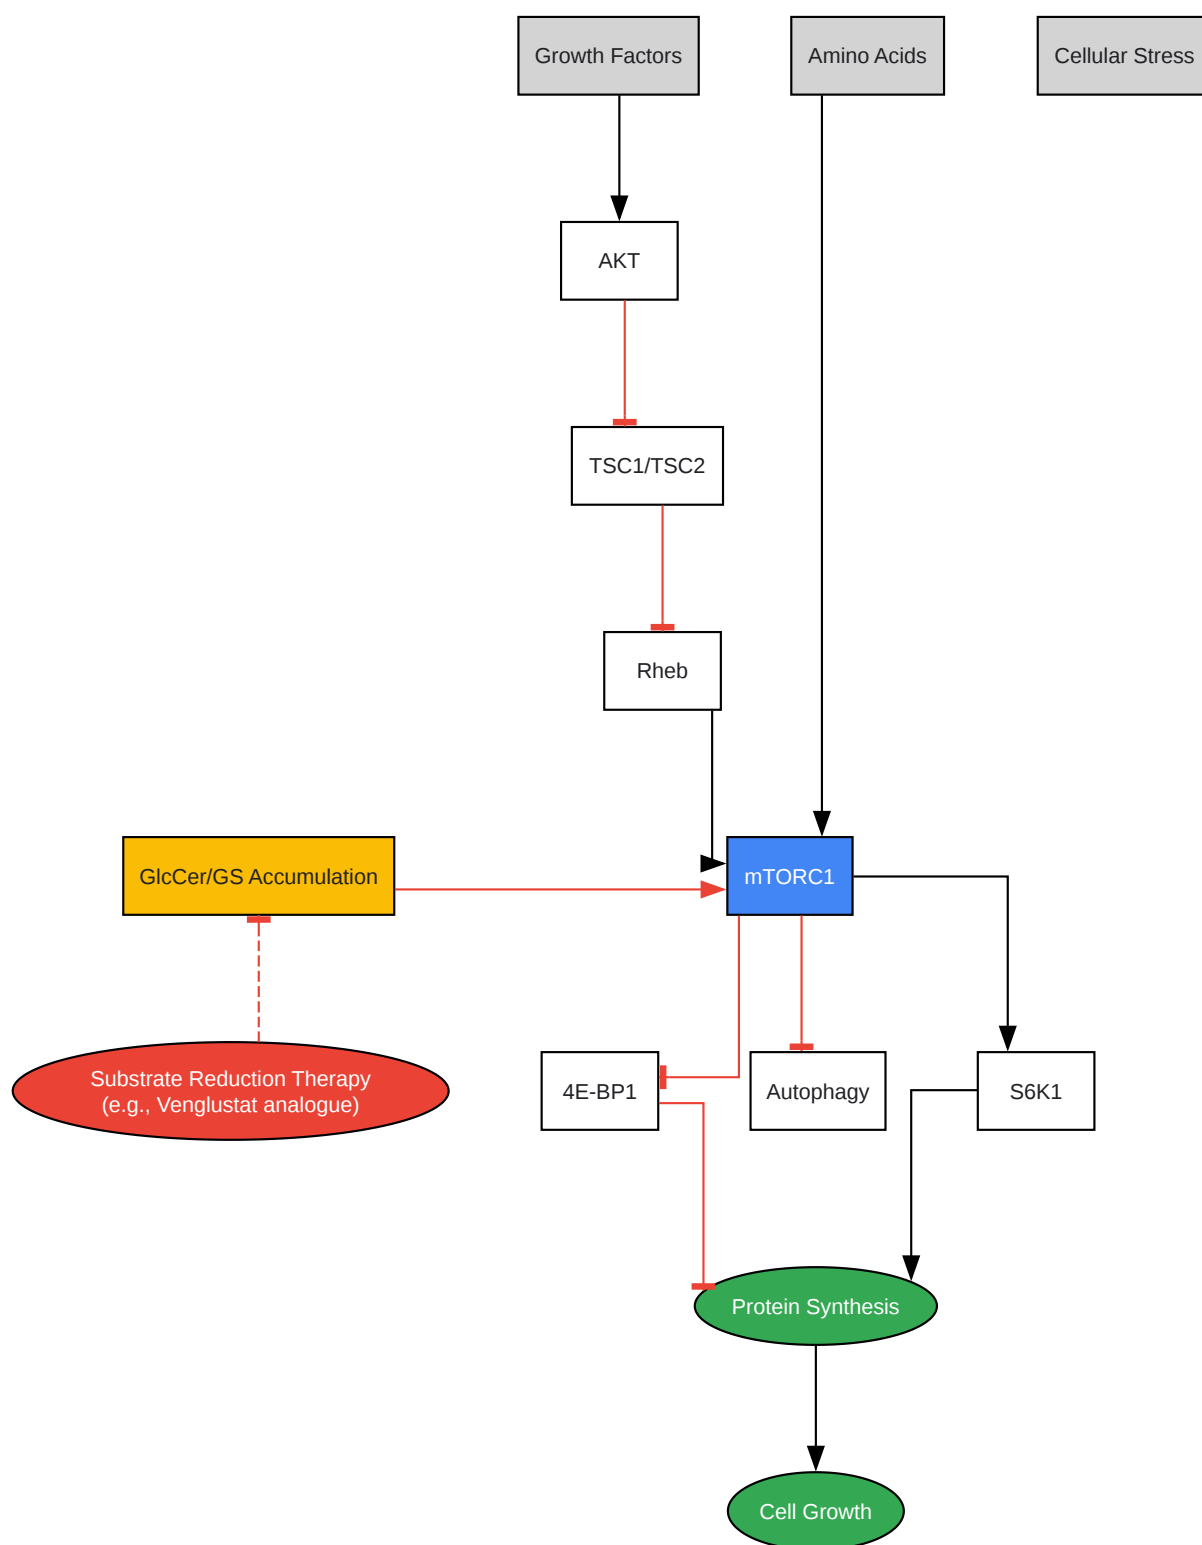 Growth Factors
Amino Acids
Cellular Stress
AKT
TSC1/TSC2
Rheb
GlcCer/GS Accumulation
mTORC1
Substrate Reduction Therapy
(e.g., Venglustat analogue)
4E-BP1
Autophagy
S6K1
Protein Synthesis
Cell Growth